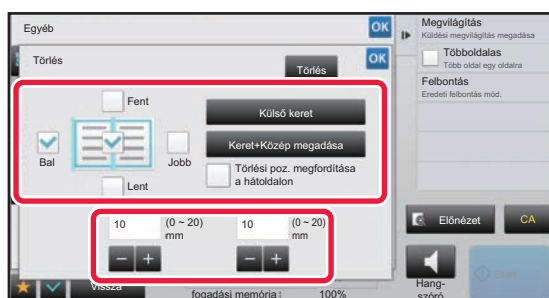 Egyéb
OK
Törlés
Törlés
OK
Fent
Külső keret
Bal
Jobb
Keret+Közép megadása
Törlési poz. megfordítása
a hátoldalon
Lent
10
(0 ~ 20)
mm
10
(0 ~ 20)
mm
Vissza
fogadási memória:
100%
Megvilágítás
Küldési megvilágítás megadása
Többoldalas
Több oldal egy oldalra
Felbontás
Eredeti felbontás mód.
Előnézet
CA
Hang-
szóró
Start